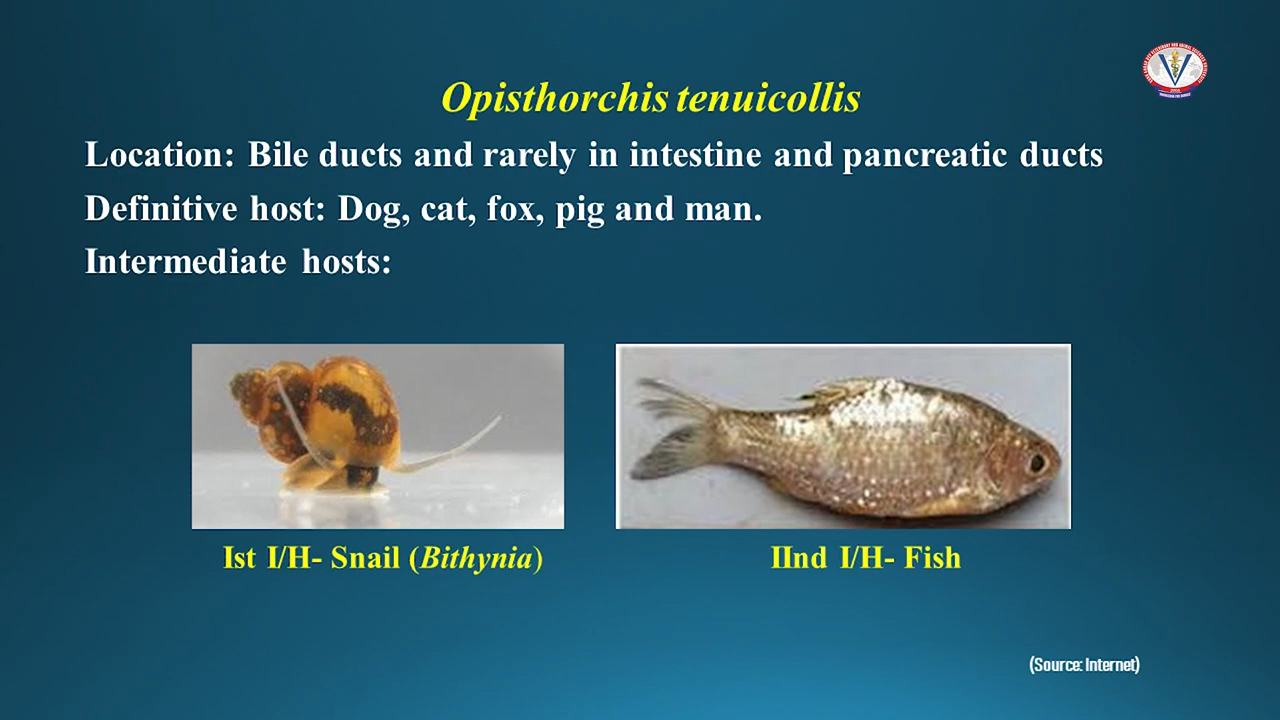 Opisthorchis tenuicollis
Location: Bile ducts and rarely in intestine and pancreatic ducts
Definitive host: Dog, cat, fox, pig and man.
Intermediate hosts:
Ist I/H- Snail (Bithynia)
IInd I/H- Fish
(Source: Internet)